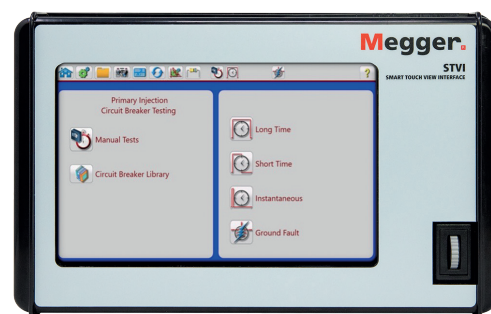 Megger.
STVI
SMART TOUCH VIEW INTERFACE
?
Primary Injection
Circuit Breaker Testing
Manual Tests
Circuit Breaker Library
Long Time
Short Time
Instantaneous
Ground Fault